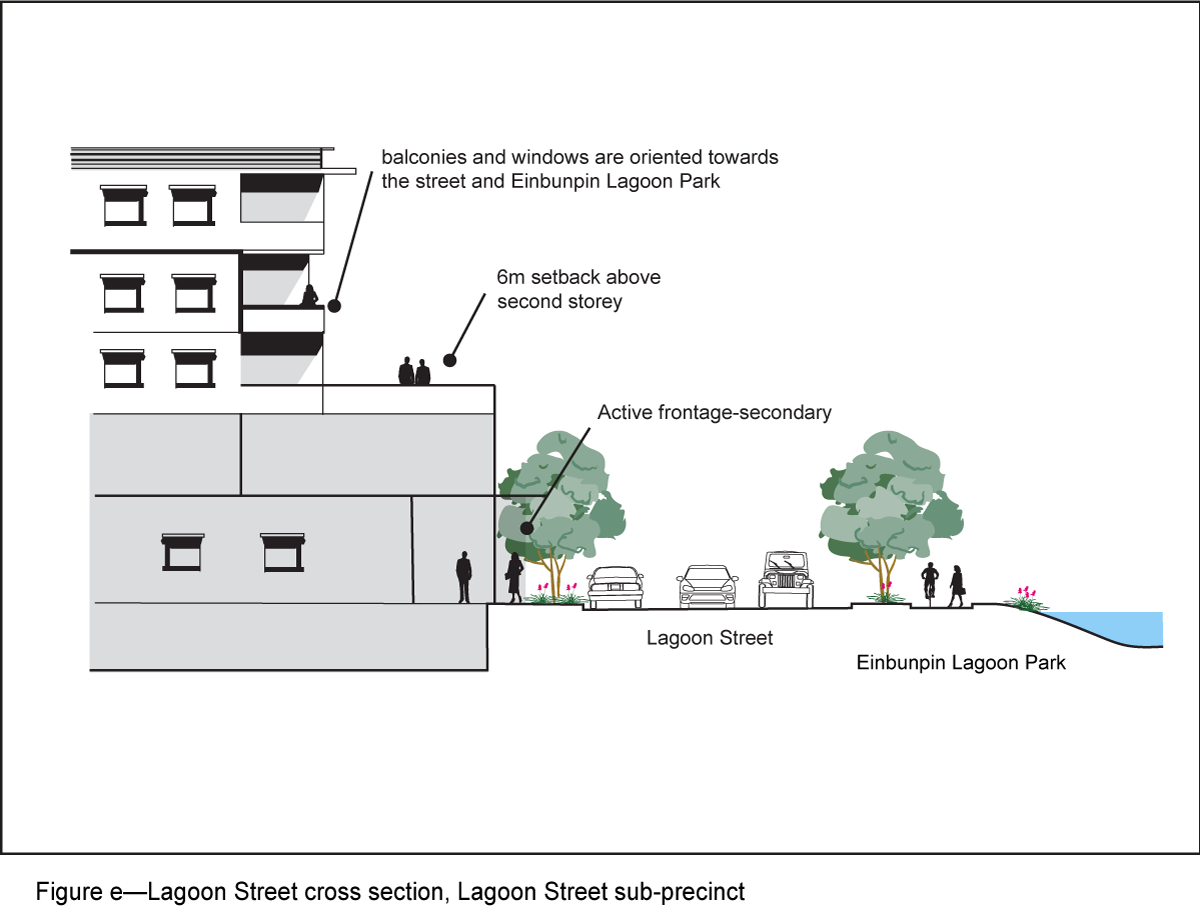 balconies and windows are oriented towards
the street and Einbunpin Lagoon Park
6m setback above
second storey
Active frontage-secondary
Lagoon Street
Einbunpin Lagoon Park
Figure e—Lagoon Street cross section, Lagoon Street sub-precinct